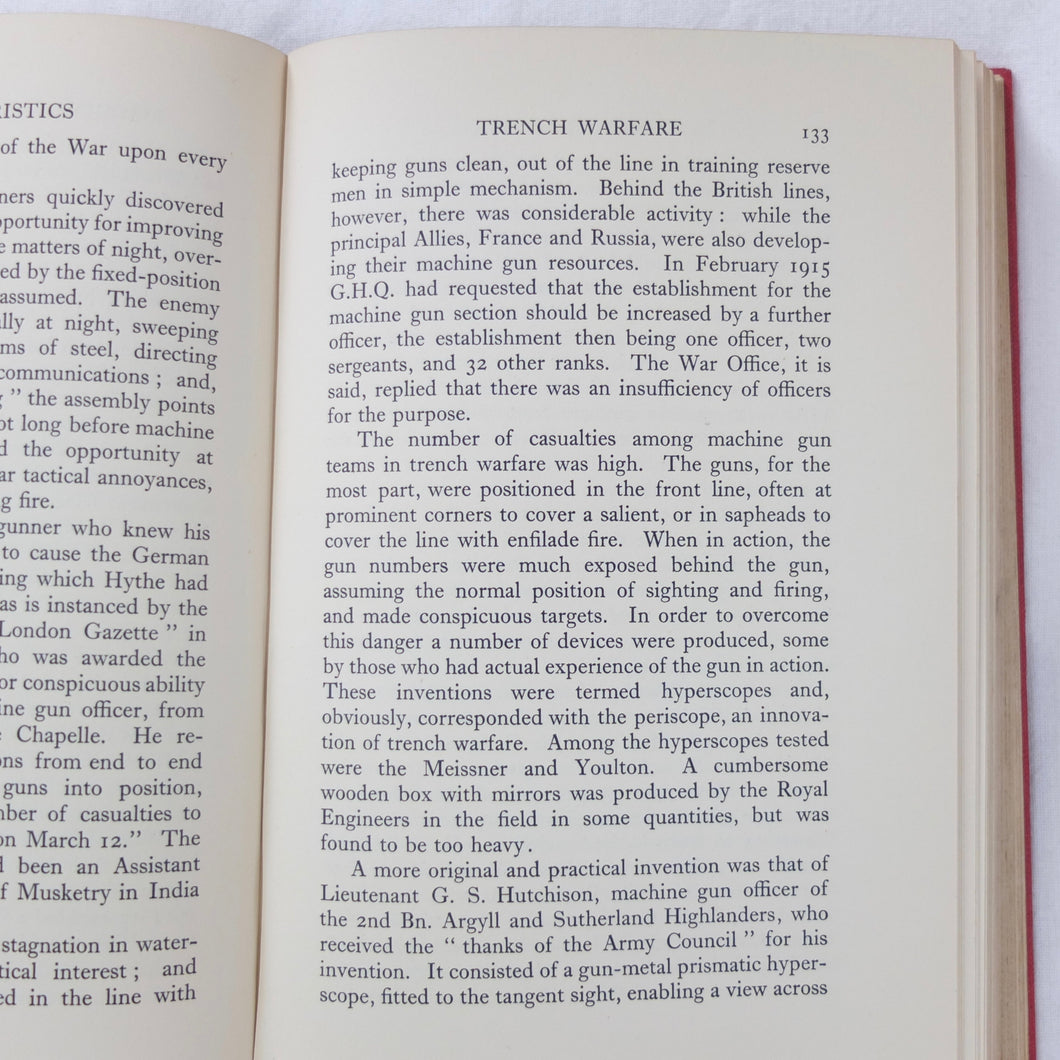 RISTICS
of the War upon every
ners quickly discovered
opportunity for improving
e matters of night, over-
ed by the fixed-position
assumed. The enemy
lly at night, sweeping
ms of steel, directing
communications ; and,
" the assembly points
ot long before machine
d the opportunity at
ar tactical annoyances,
g fire.
gunner who knew his
to cause the German
ing which Hythe had
as is instanced by the
London Gazette " in
ho was awarded the
or conspicuous ability
ine gun officer, from
Chapelle. He re-
ons from end to end
guns into position,
mber of casualties to
on March 12." The
d been an Assistant
f Musketry in India
stagnation in water-
tical interest ; and
ed in the line with
TRENCH WARFARE 133
keeping guns clean, out of the line in training reserve
men in simple mechanism. Behind the British lines,
however, there was considerable activity : while the
principal Allies, France and Russia, were also develop-
ing their machine gun resources. In February 1915
G.H.Q. had requested that the establishment for the
machine gun section should be increased by a further
officer, the establishment then being one officer, two
sergeants, and 32 other ranks. The War Office, it is
said, replied that there was an insufficiency of officers
for the purpose.
The number of casualties among machine gun
teams in trench warfare was high. The guns, for the
most part, were positioned in the front line, often at
prominent corners to cover a salient, or in sapheads to
cover the line with enfilade fire. When in action, the
gun numbers were much exposed behind the gun,
assuming the normal position of sighting and firing,
and made conspicuous targets. In order to overcome
this danger a number of devices were produced, some
by those who had actual experience of the gun in action.
These inventions were termed hyperscopes and,
obviously, corresponded with the periscope, an innova-
tion of trench warfare. Among the hyperscopes tested
were the Meissner and Youlton. A cumbersome
wooden box with mirrors was produced by the Royal
Engineers in the field in some quantities, but was
found to be too heavy.
A more original and practical invention was that of
Lieutenant G. S. Hutchison, machine gun officer of
the 2nd Bn. Argyll and Sutherland Highlanders, who
received the " thanks of the Army Council " for his
invention. It consisted of a gun-metal prismatic hyper-
scope, fitted to the tangent sight, enabling a view across